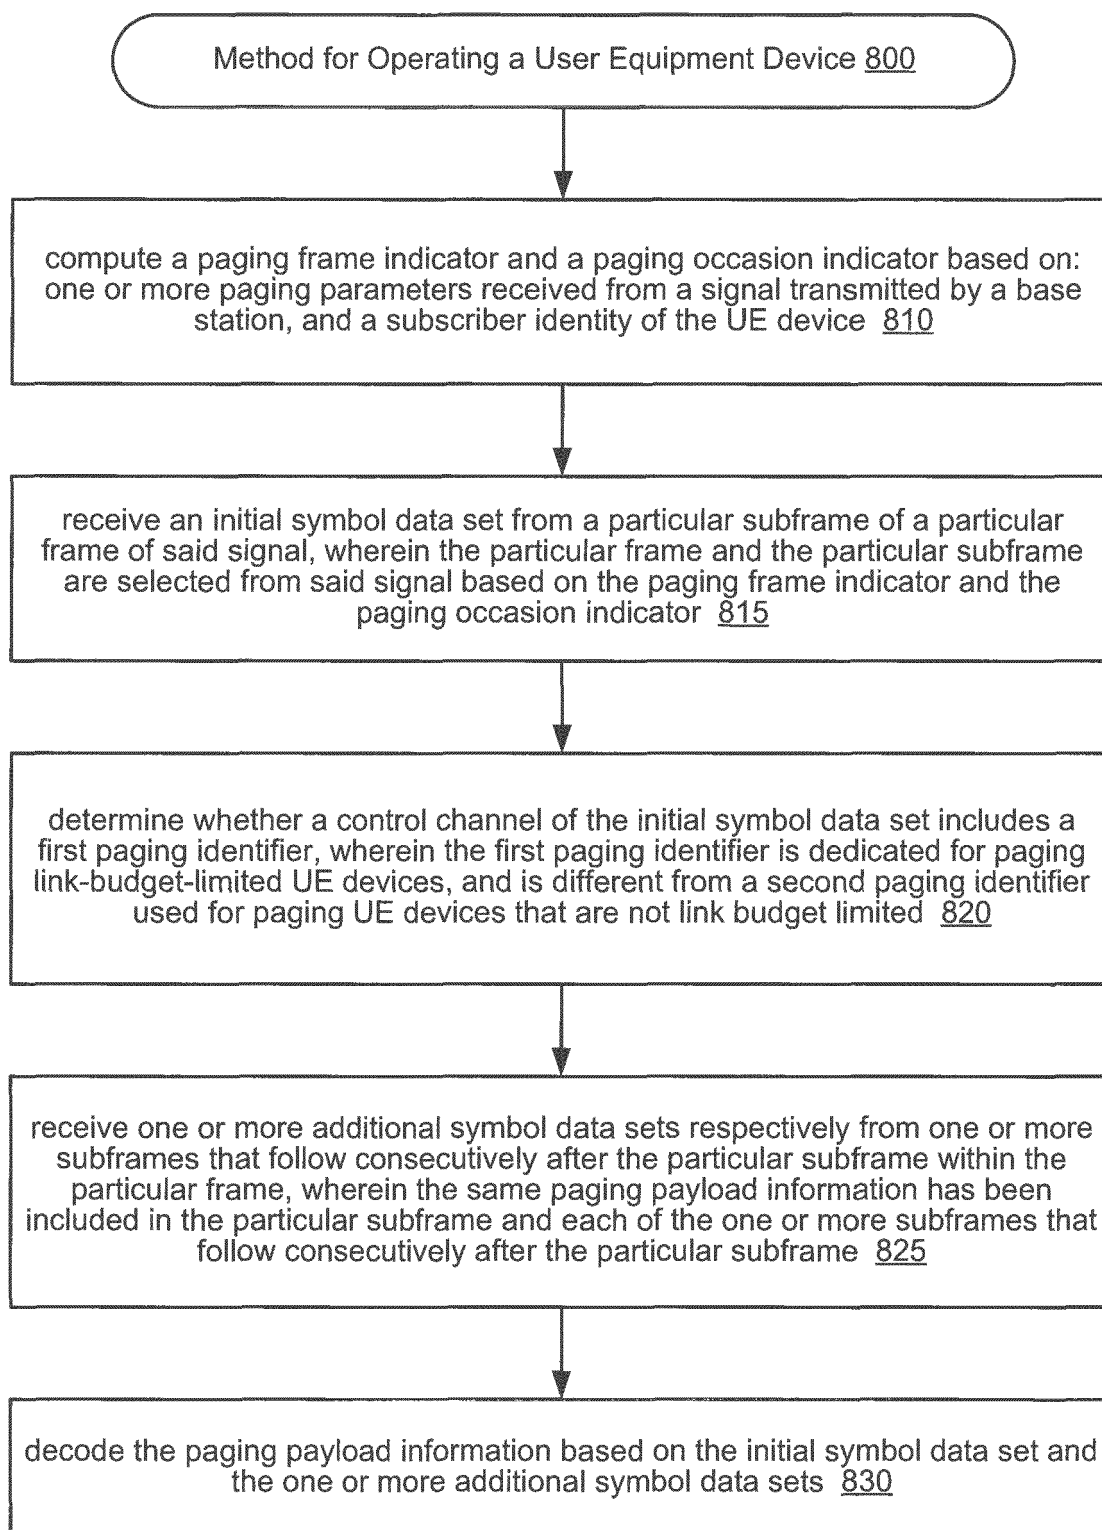 Method for Operating a User Equipment Device 800
compute a paging frame indicator and a paging occasion indicator based on:
one or more paging parameters received from a signal transmitted by a base
station, and a subscriber identity of the UE device 810
receive an initial symbol data set from a particular subframe of a particular
frame of said signal, wherein the particular frame and the particular subframe
are selected from said signal based on the paging frame indicator and the
paging occasion indicator 815
determine whether a control channel of the initial symbol data set includes a
first paging identifier, wherein the first paging identifier is dedicated for paging
link-budget-limited UE devices, and is different from a second paging identifier
used for paging UE devices that are not link budget limited 820
receive one or more additional symbol data sets respectively from one or more
subframes that follow consecutively after the particular subframe within the
particular frame, wherein the same paging payload information has been
included in the particular subframe and each of the one or more subframes that
follow consecutively after the particular subframe 825
decode the paging payload information based on the initial symbol data set and
the one or more additional symbol data sets 830